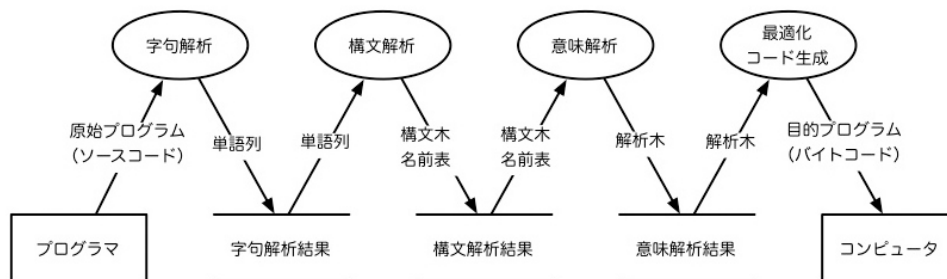 字句解析
構文解析
意味解析
最適化
コード生成
原始プログラム
（ソースコード）
単語列
単語列
構文木
名前表
構文木
名前表
解析木
解析木
目的プログラム
（バイトコード）
プログラマ
字句解析結果
構文解析結果
意味解析結果
コンピュータ